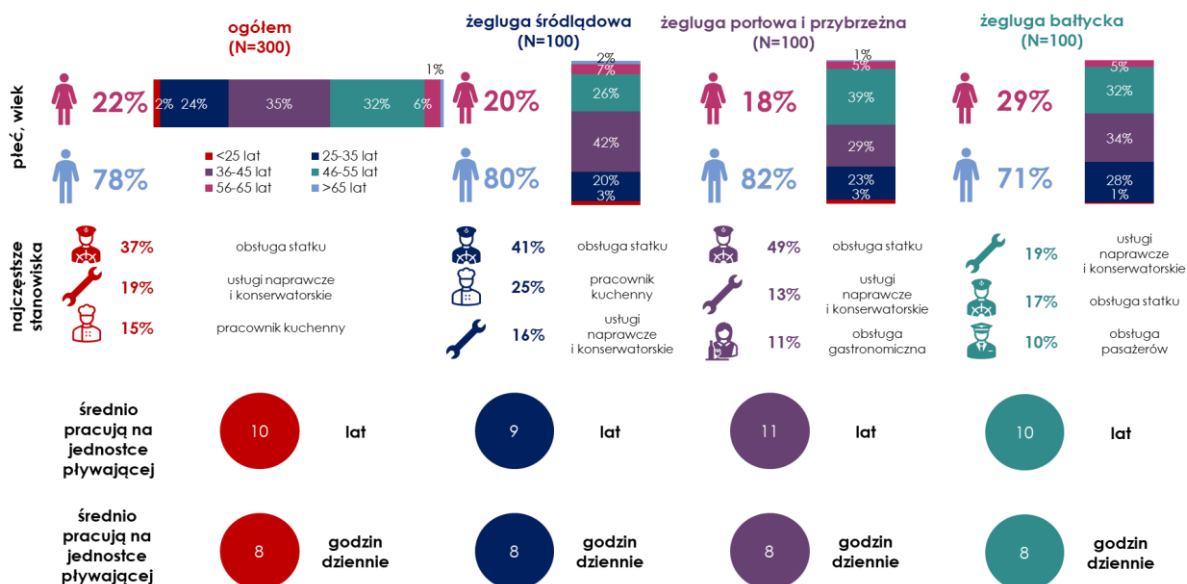 ogółem
(N=300)
żegluga śródlądowa
(N=100)
żegluga portowa i przybrzeżna
(N=100)
żegluga bałtycka
(N=100)
płeć, wiek
22%
78%
2%
24%
35%
32%
6%
1%
<25 lat
25-35 lat
36-45 lat
46-55 lat
56-65 lat
>65 lat
20%
80%
2%
7%
26%
42%
20%
3%
18%
82%
1%
5%
39%
29%
23%
3%
29%
71%
5%
32%
34%
28%
1%
najczęstsze
stanowiska
37%
obsługa statku
19%
usługi naprawcze
i konserwatorskie
15%
pracownik kuchenny
41%
obsługa statku
25%
pracownik
kuchenny
16%
usługi
naprawcze
i konserwatorskie
49%
obsługa statku
13%
usługi
naprawcze
i konserwatorskie
11%
obsługa
gastronomiczna
19%
usługi
naprawcze
i konserwatorskie
17%
obsługa statku
10%
obsługa
pasażerów
średnio
pracują na
jednostce
pływającej
10
lat
9
lat
11
lat
10
lat
średnio
pracują na
jednostce
pływającej
8
godzin
dziennie
8
godzin
dziennie
8
godzin
dziennie
8
godzin
dziennie